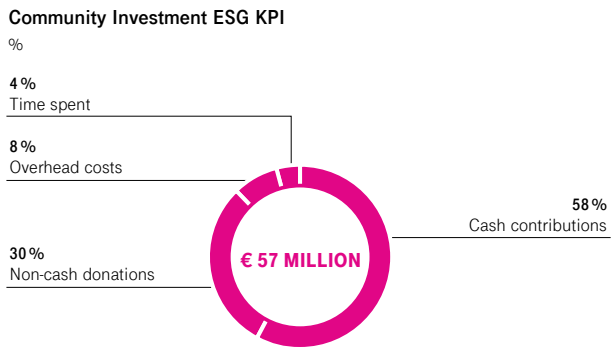 Community Investment ESG KPI
%
4 %
Time spent
8 %
Overhead costs
58 %
Cash contributions
€ 57 MILLION
30 %
Non-cash donations